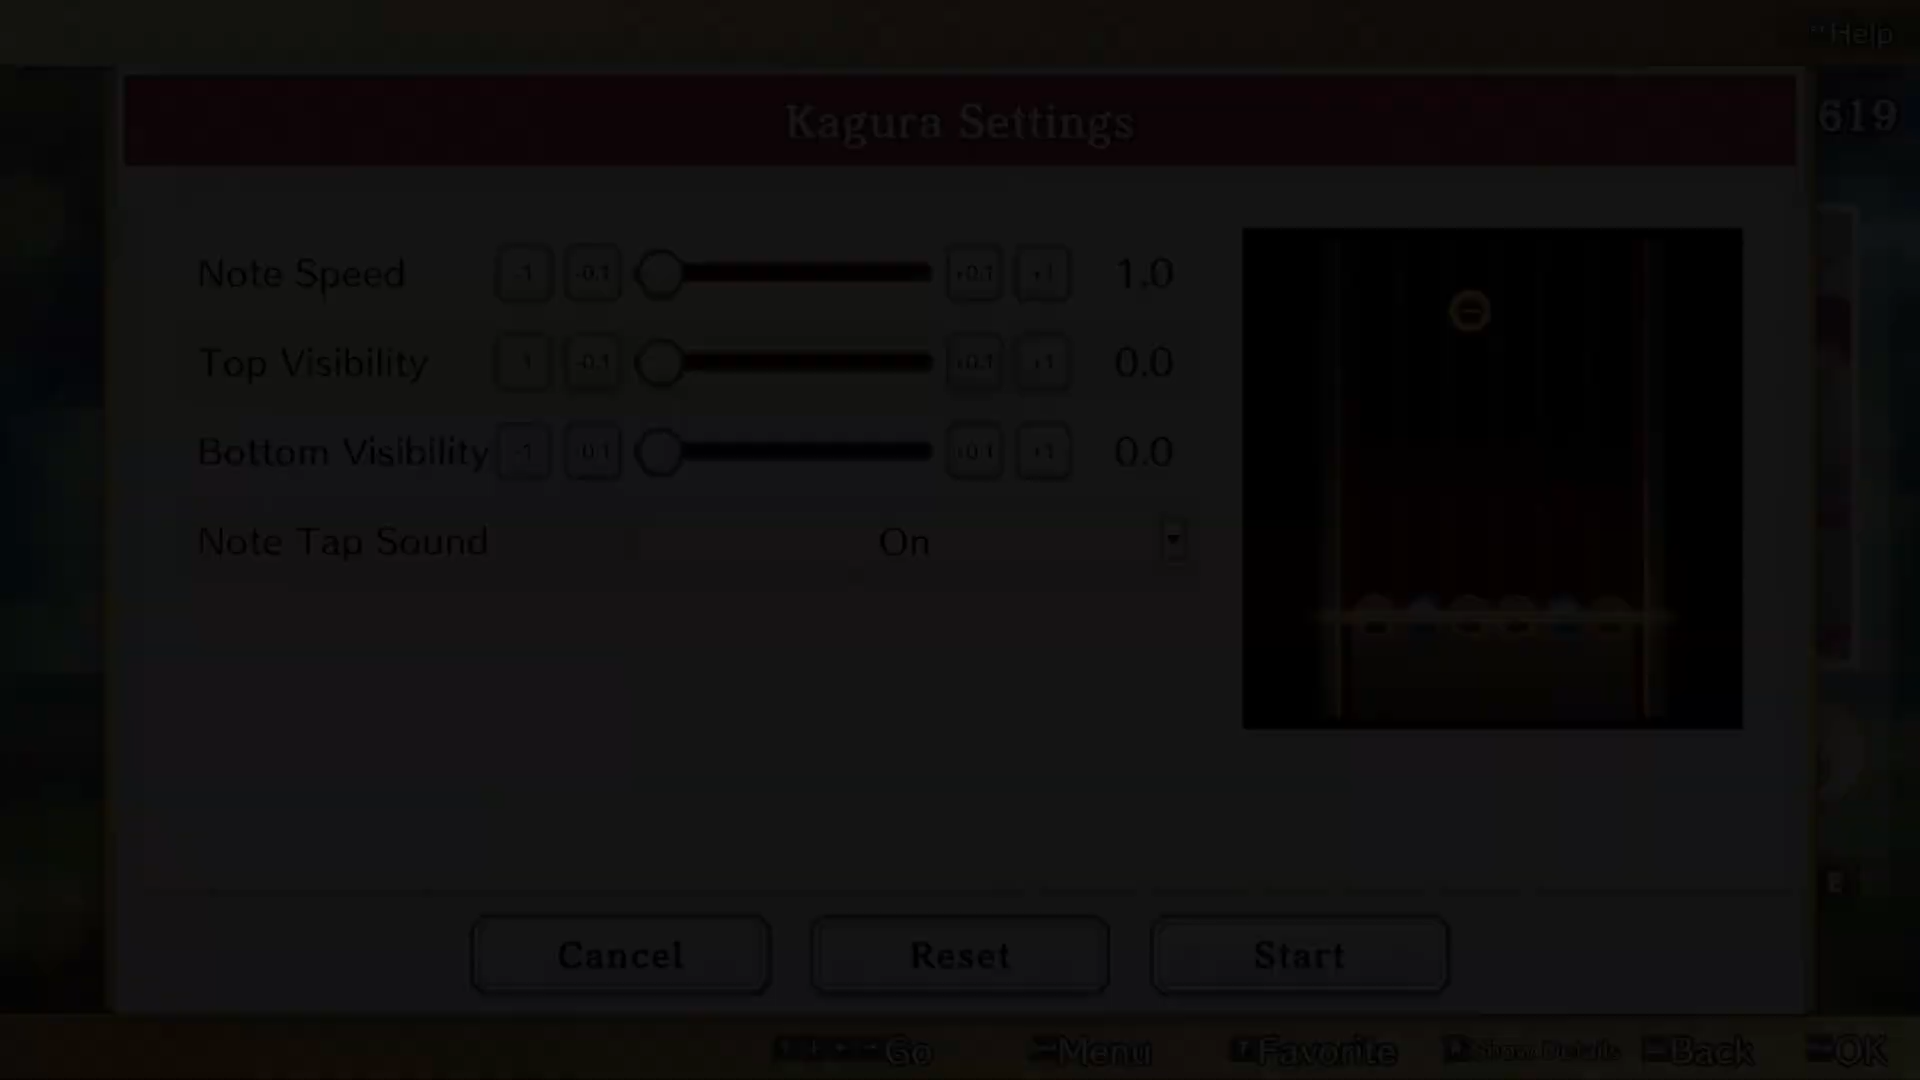 Help
Kagura Settings
619
Note Speed -1 -0.1 +0.1 +1 1.0
Top Visibility -1 -0.1 +0.1 +1 0.0
Bottom Visibility -1 -0.1 +0.1 +1 0.0
Note Tap Sound On
Cancel Reset Start
Go Menu Favorite Show Details Back OK